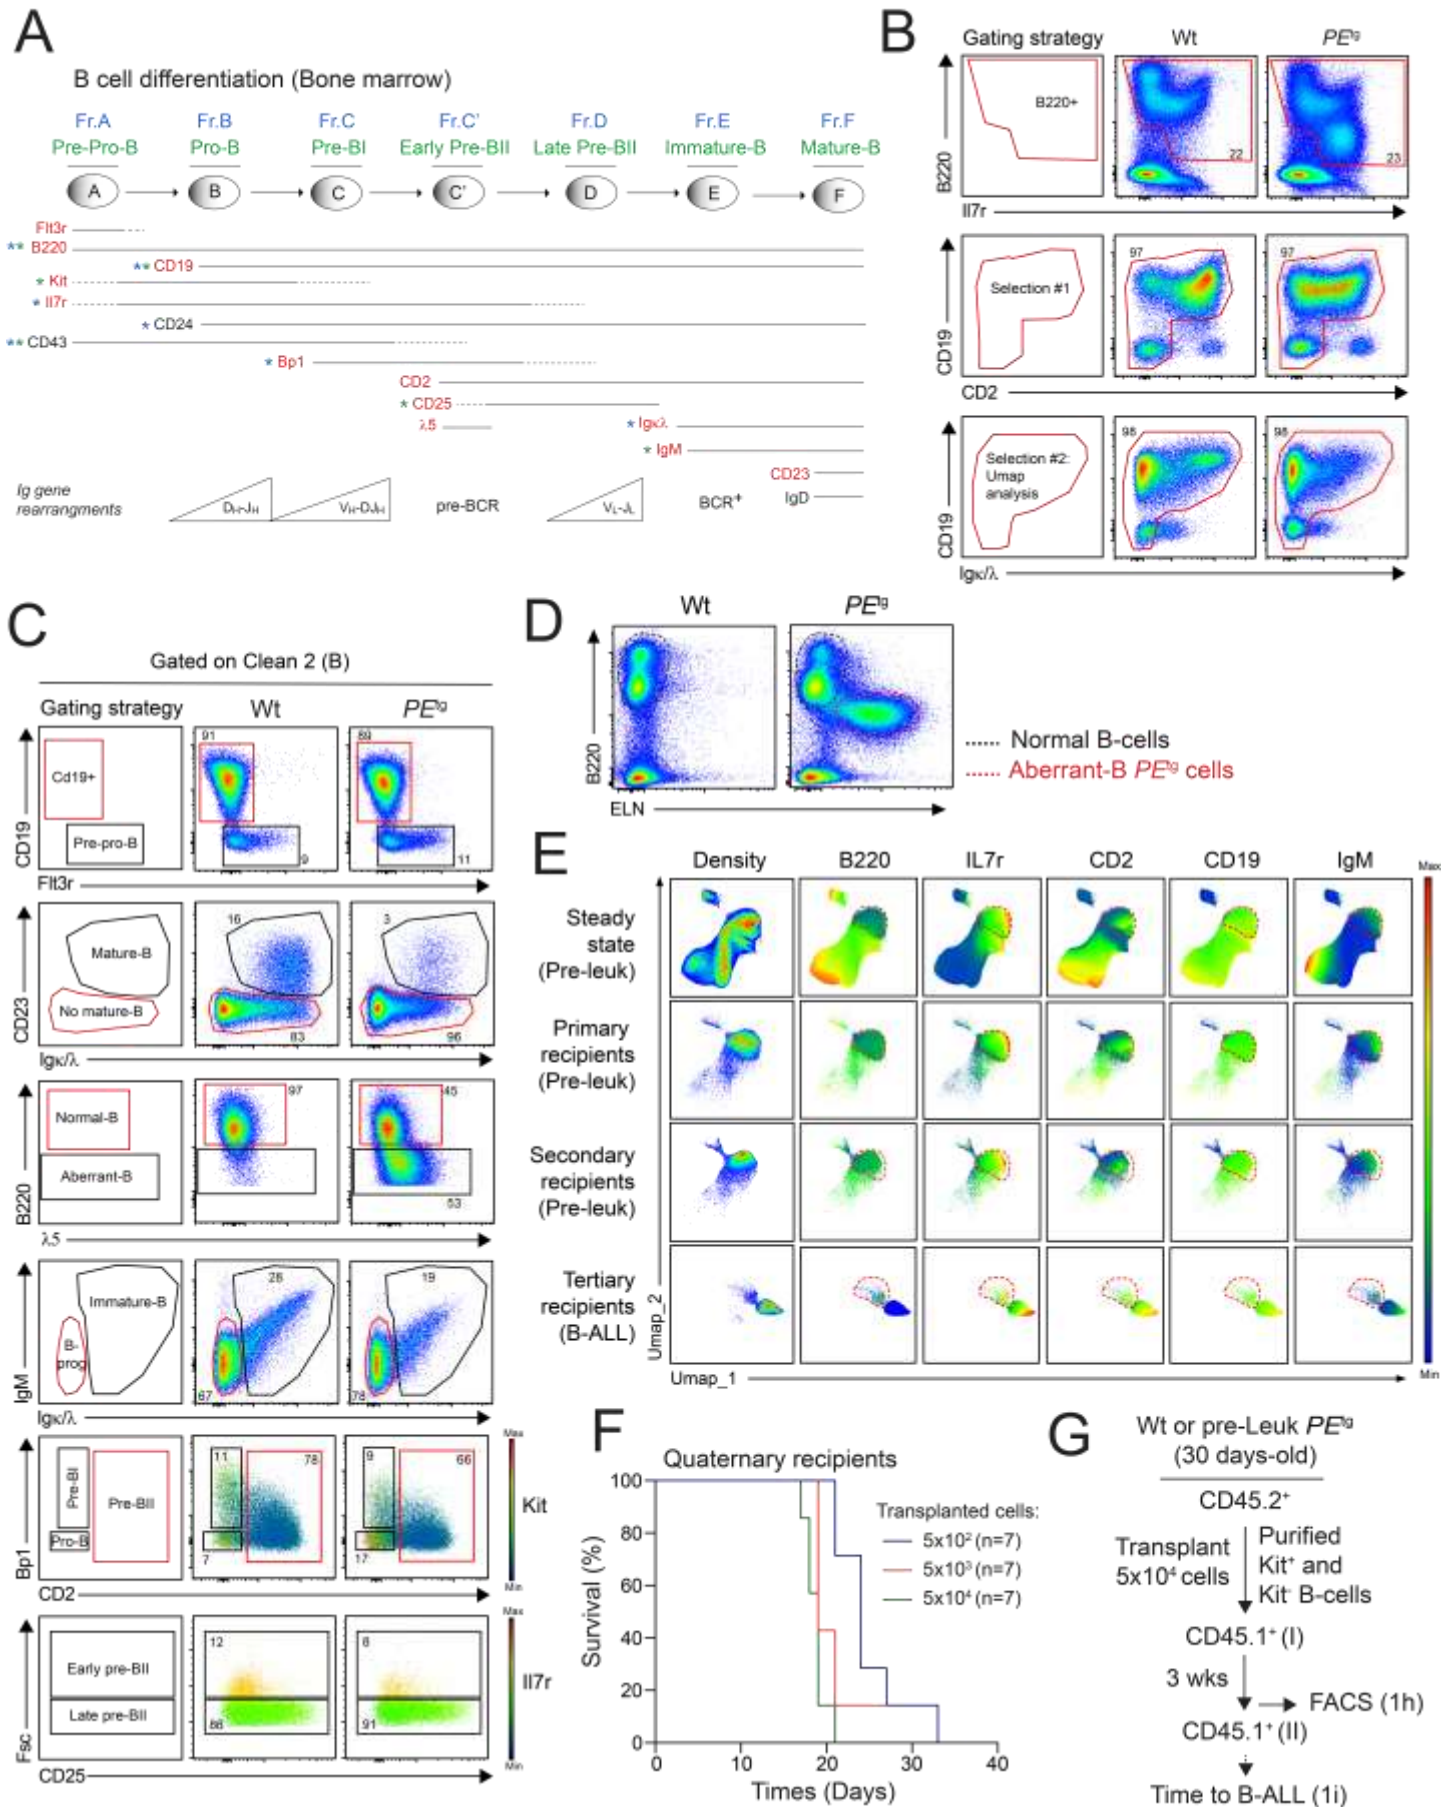 A
B cell differentiation (Bone marrow)
Fr.A Fr.B Fr.C Fr.C' Fr.D Fr.E Fr.F
Pre-Pro-B Pro-B Pre-BI Early Pre-BII Late Pre-BII Immature-B Mature-B
A B C C' D E F
Flt3r
** B220
** CD19
* Kit
* Il7r
* CD24
** CD43
* Bp1
CD2
* CD25
λ5 * Igκλ
* IgM
CD23
IgD
Ig gene
rearrangments
DH-JH VH-DJH pre-BCR VL-JL BCR+
B
Gating strategy Wt PEtg
B220+
22 23
B220
Il7r
97 97
Selection #1
CD19
CD2
98 98
Selection #2:
Umap
analysis
CD19
Igκ/λ
C
Gated on Clean 2 (B)
Gating strategy Wt PEtg
91 89
Cd19+
Pre-pro-B
9 11
CD19
Flt3r
16 3
Mature-B
No mature-B
83 96
CD23
Igκ/λ
97 45
Normal-B
Aberrant-B
53
B220
λ5
28 19
Immature-B
B-
prog
67 78
IgM
Igκ/λ
11 78 9 66
Pre-BI
Pre-BII
Pro-B
7 17
Bp1
CD2
Max
Kit
Min
12 8
Early pre-BII
Late pre-BII
86 91
Fsc
CD25
Max
Il7r
Min
D
Wt PEtg
B220
ELN
Normal B-cells
Aberrant-B PEtg cells
E
Density B220 IL7r CD2 CD19 IgM
Max
Steady
state
(Pre-leuk)
Primary
recipients
(Pre-leuk)
Secondary
recipients
(Pre-leuk)
Tertiary
recipients
(B-ALL)
Min
Umap_2
Umap_1
F
Quaternary recipients
Survival (%)
100
80
60
40
20
0
0 10 20 30 40
Times (Days)
Transplanted cells:
5x10² (n=7)
5x10³ (n=7)
5x10⁴ (n=7)
G
Wt or pre-Leuk PEtg
(30 days-old)
CD45.2+
Transplant
5x10⁴ cells
Purified
Kit+ and
Kit- B-cells
CD45.1+ (I)
3 wks
FACS (1h)
CD45.1+ (II)
Time to B-ALL (1i)